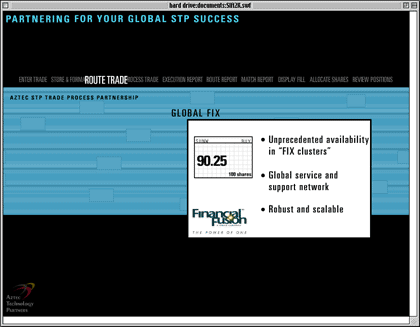 hard drive:documents:SUN2K.swf
PARTNERING FOR YOUR GLOBAL STP SUCCESS
ENTER TRADE STORE & FORMAT ROUTE TRADE PROCESS TRADE EXECUTION REPORT ROUTE REPORT MATCH REPORT DISPLAY FILL ALLOCATE SHARES REVIEW POSITIONS
AZTEC STP TRADE PROCESS PARTNERSHIP
GLOBAL FIX
SUNW BUY
90.25
100 shares
• Unprecedented availability
in "FIX clusters"
• Global service and
support network
• Robust and scalable
Financial
Fusion
THE POWER OF ONE
AZTEC
TECHNOLOGY
PARTNERS